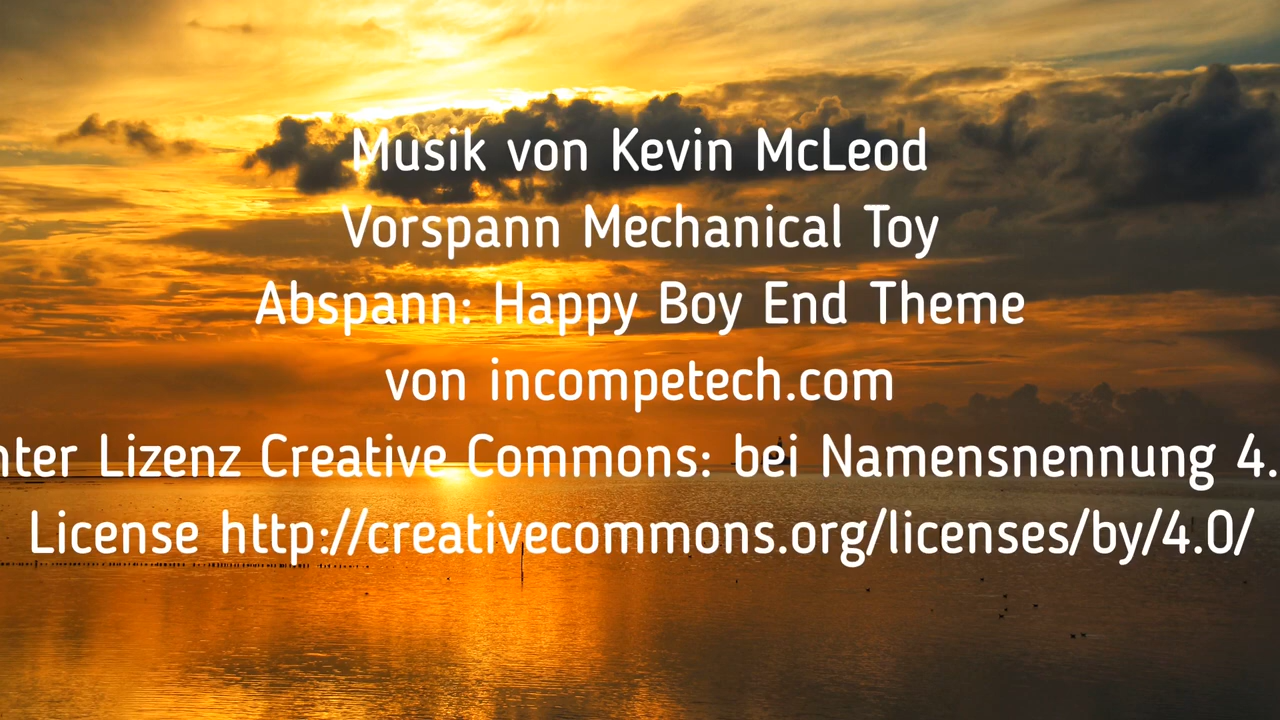 Musik von Kevin McLeod
Vorspann Mechanical Toy
Abspann: Happy Boy End Theme
von incompetech.com
Lizenz Creative Commons: bei Namensnennung 4.
License http://creativecommons.org/licenses/by/4.0/